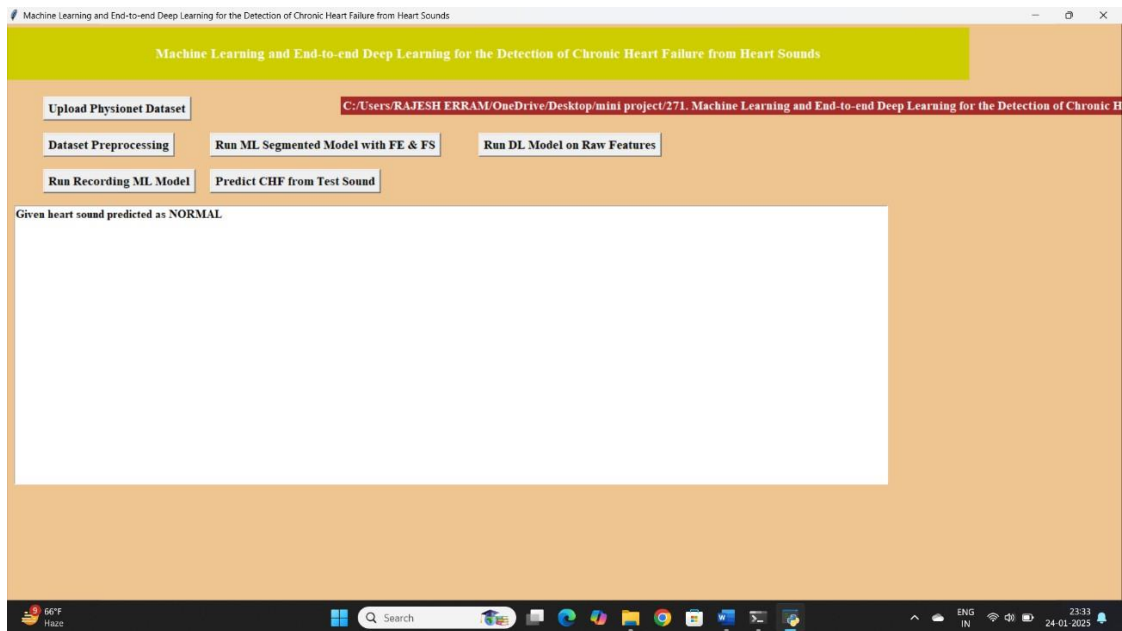 Machine Learning and End-to-end Deep Learning for the Detection of Chronic Heart Failure from Heart Sounds
Machine Learning and End-to-end Deep Learning for the Detection of Chronic Heart Failure from Heart Sounds
Upload Physionet Dataset
C:/Users/RAJESH ERRAM/OneDrive/Desktop/mini project/271. Machine Learning and End-to-end Deep Learning for the Detection of Chronic H
Dataset Preprocessing
Run ML Segmented Model with FE & FS
Run DL Model on Raw Features
Run Recording ML Model
Predict CHF from Test Sound
Given heart sound predicted as NORMAL
9
66°F
Haze
Search
ENG
IN
23:33
24-01-2025